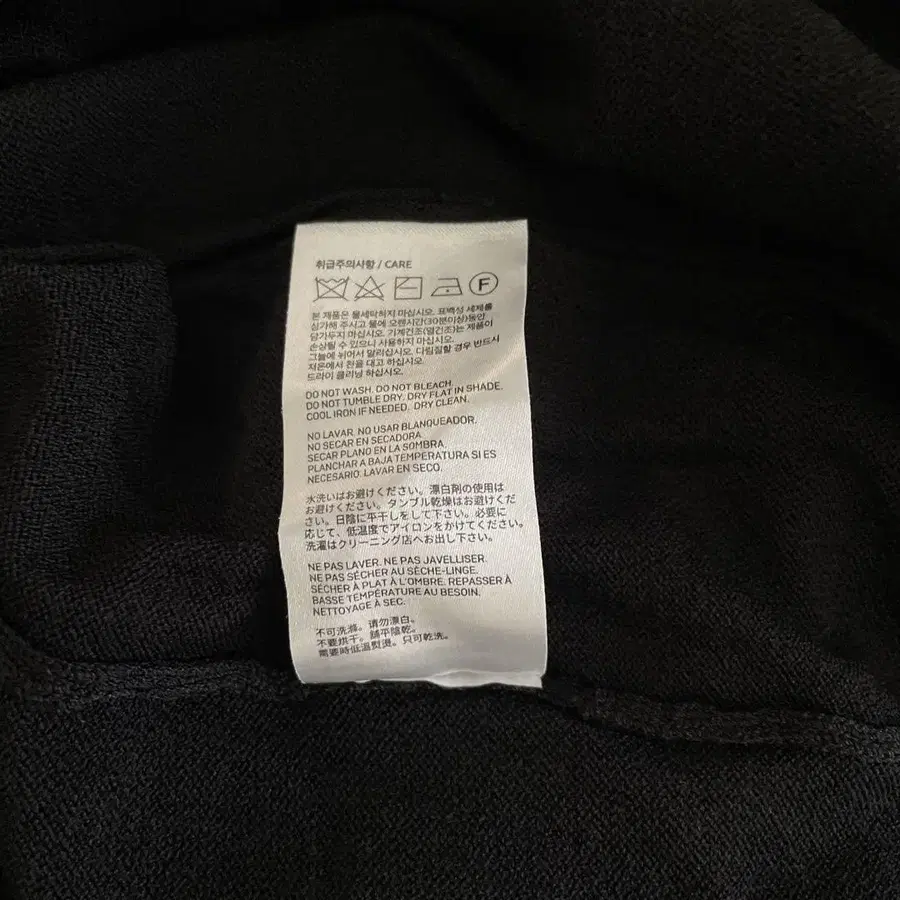 취급주의사항 / CARE
F
본 제품은 물세탁하지 마십시오. 표백성 세제를
삼가해 주시고 물에 오랜시간(30분이상)동안
담가두지 마십시오. 기계건조(열건조)는 제품이
손상될 수 있으니 사용하지 마십시오.
그늘에 뉘어서 말리십시오. 다림질할 경우 반드시
저온에서 천을 대고 하십시오.
드라이 클리닝 하십시오.
DO NOT WASH. DO NOT BLEACH.
DO NOT TUMBLE DRY. DRY FLAT IN SHADE.
COOL IRON IF NEEDED. DRY CLEAN.
NO LAVAR. NO USAR BLANQUEADOR.
NO SECAR EN SECADORA.
SECAR PLANO EN LA SOMBRA.
PLANCHAR A BAJA TEMPERATURA SI ES
NECESARIO. LAVAR EN SECO.
水洗いはお避けください。漂白剤の使用は
お避けください。タンブル乾燥はお避けくだ
さい。日陰に平干しをして下さい。必要に
応じて、低温度でアイロンをかけてください。
洗濯はクリーニング店へお出し下さい。
NE PAS LAVER. NE PAS JAVELLISER.
NE PAS SÉCHER AU SÈCHE-LINGE.
SÉCHER À PLAT À L'OMBRE. REPASSER À
BASSE TEMPÉRATURE AU BESOIN.
NETTOYAGE À SEC.
不可洗滌。请勿漂白。
不要烘干。舖平陰乾。
需要時低溫熨燙。只可乾洗。